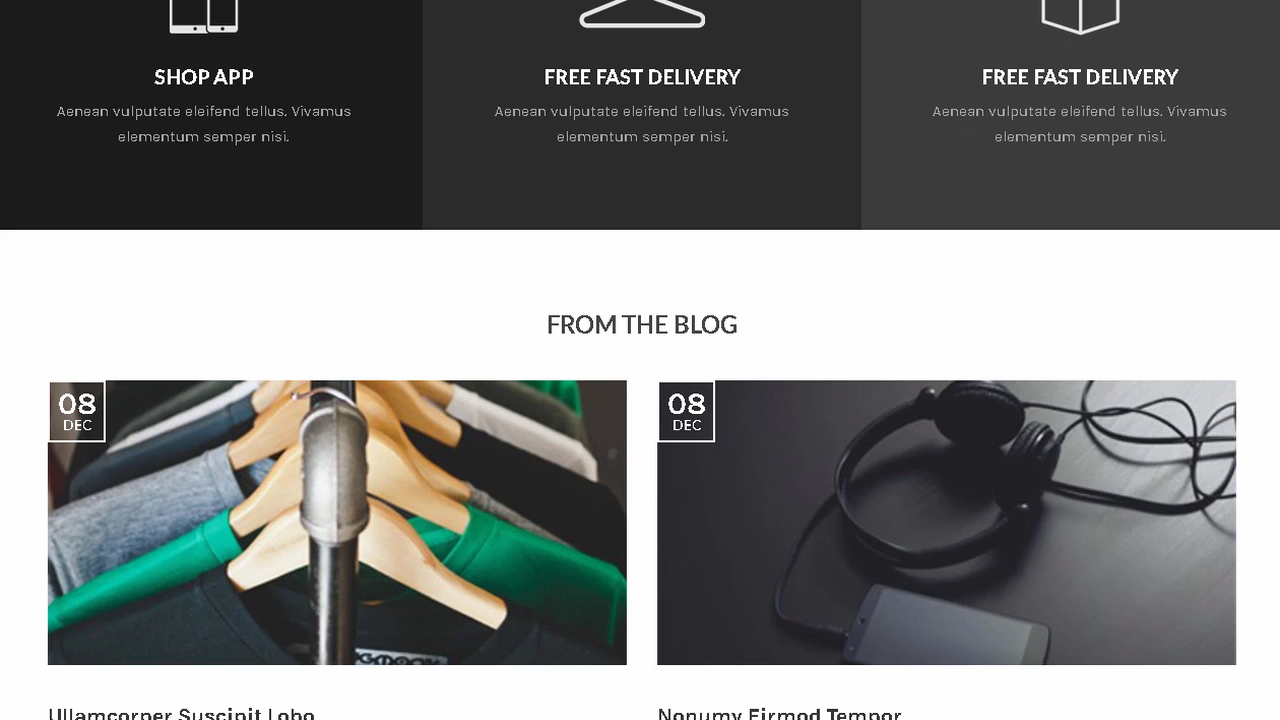 SHOP APP
Aenean vulputate eleifend tellus. Vivamus
elementum semper nisi.
FREE FAST DELIVERY
Aenean vulputate eleifend tellus. Vivamus
elementum semper nisi.
FREE FAST DELIVERY
Aenean vulputate eleifend tellus. Vivamus
elementum semper nisi.
FROM THE BLOG
08
DEC
08
DEC
Ullamcorper Suscipit Lobo
Nonumy Eirmod Tempor